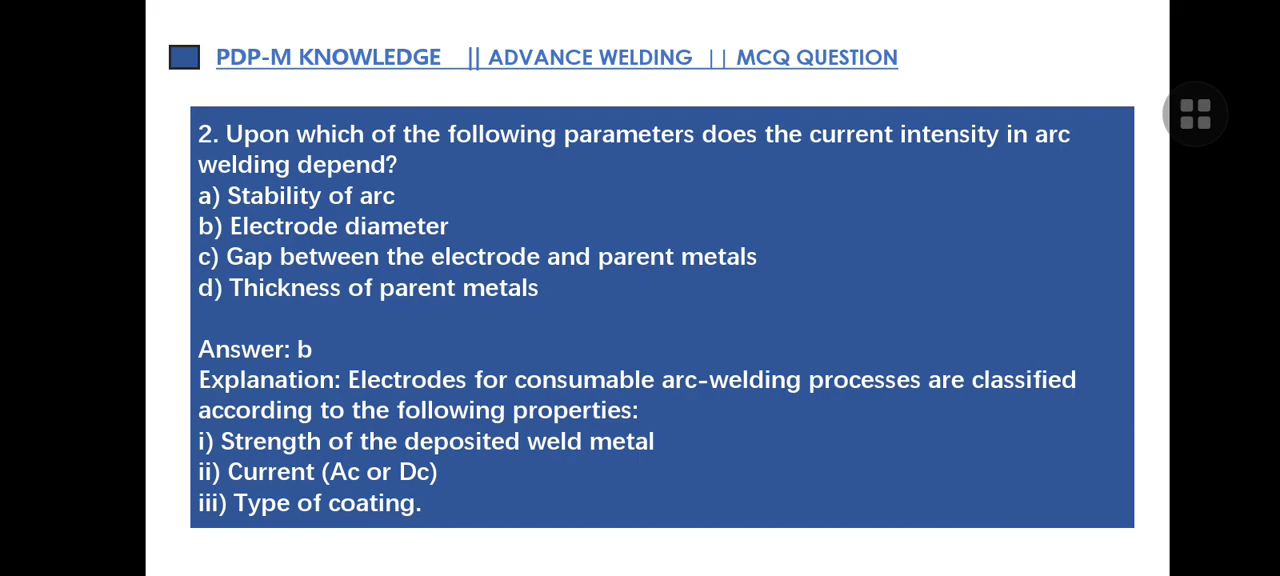 PDP-M KNOWLEDGE || ADVANCE WELDING || MCQ QUESTION
2. Upon which of the following parameters does the current intensity in arc
welding depend?
a) Stability of arc
b) Electrode diameter
c) Gap between the electrode and parent metals
d) Thickness of parent metals
Answer: b
Explanation: Electrodes for consumable arc-welding processes are classified
according to the following properties:
i) Strength of the deposited weld metal
ii) Current (Ac or Dc)
iii) Type of coating.